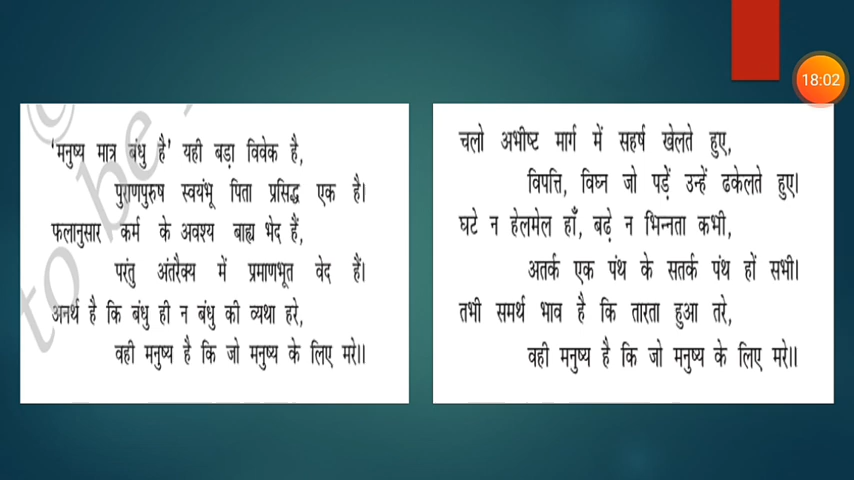 18:02
to be
'मनुष्य मात्र बंधु है' यही बड़ा विवेक है,
पुराणपुरुष स्वयंभू पिता प्रसिद्ध एक है।
फलानुसार कर्म के अवश्य बाह्य भेद हैं,
परंतु अंतरैक्य में प्रमाणभूत वेद हैं।
अनर्थ है कि बंधु ही न बंधु की व्यथा हरे,
वही मनुष्य है कि जो मनुष्य के लिए मरे॥
चलो अभीष्ट मार्ग में सहर्ष खेलते हुए,
विपत्ति, विघ्न जो पड़ें उन्हें ढकेलते हुए।
घटे न हेलमेल हाँ, बढ़े न भिन्नता कभी,
अतर्क एक पंथ के सतर्क पंथ हों सभी।
तभी समर्थ भाव है कि तारता हुआ तरे,
वही मनुष्य है कि जो मनुष्य के लिए मरे॥